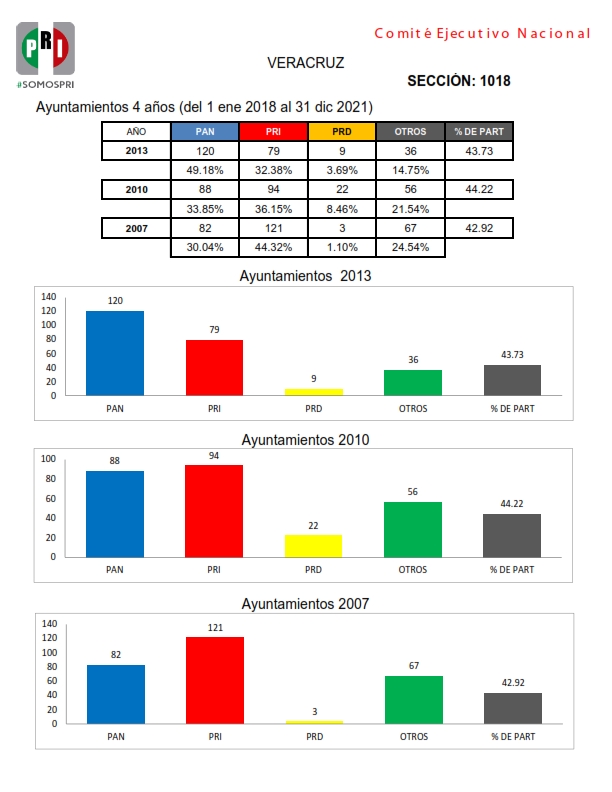 Comité Ejecutivo Nacional
PRI
#SOMOSPRI
VERACRUZ
SECCIÓN: 1018
Ayuntamientos 4 años (del 1 ene 2018 al 31 dic 2021)
AÑO PAN PRI PRD OTROS % DE PART
2013 120 79 9 36 43.73
49.18% 32.38% 3.69% 14.75%
2010 88 94 22 56 44.22
33.85% 36.15% 8.46% 21.54%
2007 82 121 3 67 42.92
30.04% 44.32% 1.10% 24.54%
Ayuntamientos 2013
140
120
100
80
60
40
20
0
120 79 9 36 43.73
PAN PRI PRD OTROS % DE PART
Ayuntamientos 2010
100
80
60
40
20
0
88 94 22 56 44.22
PAN PRI PRD OTROS % DE PART
Ayuntamientos 2007
140
120
100
80
60
40
20
0
82 121 3 67 42.92
PAN PRI PRD OTROS % DE PART